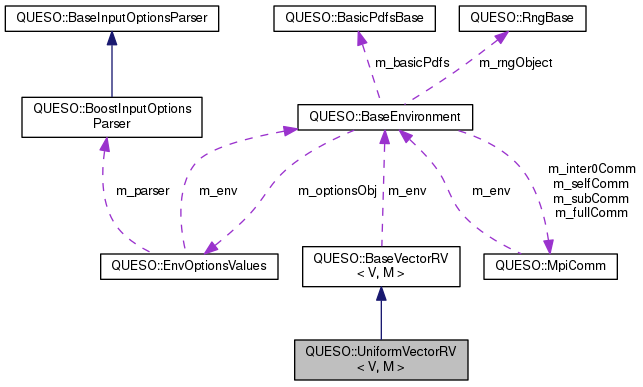 QUESO::BaseInputOptionsParser
QUESO::BasicPdfsBase
QUESO::RngBase
m_basicPdfs
m_rngObject
QUESO::BoostInputOptions
Parser
QUESO::BaseEnvironment
m_parser
m_env
m_optionsObj
m_env
m_env
m_inter0Comm
m_selfComm
m_subComm
m_fullComm
QUESO::EnvOptionsValues
QUESO::BaseVectorRV
< V, M >
QUESO::MpiComm
QUESO::UniformVectorRV
< V, M >